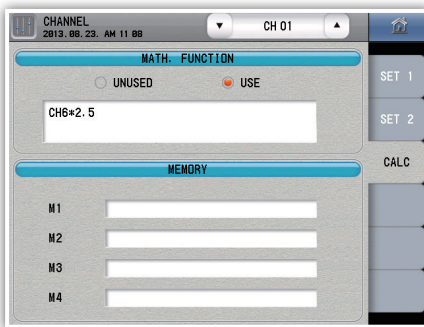 CHANNEL
2013.08.23. AM 11 08
CH 01
MATH. FUNCTION
UNUSED
USE
CH6*2.5
MEMORY
M1
M2
M3
M4
SET 1
SET 2
CALC